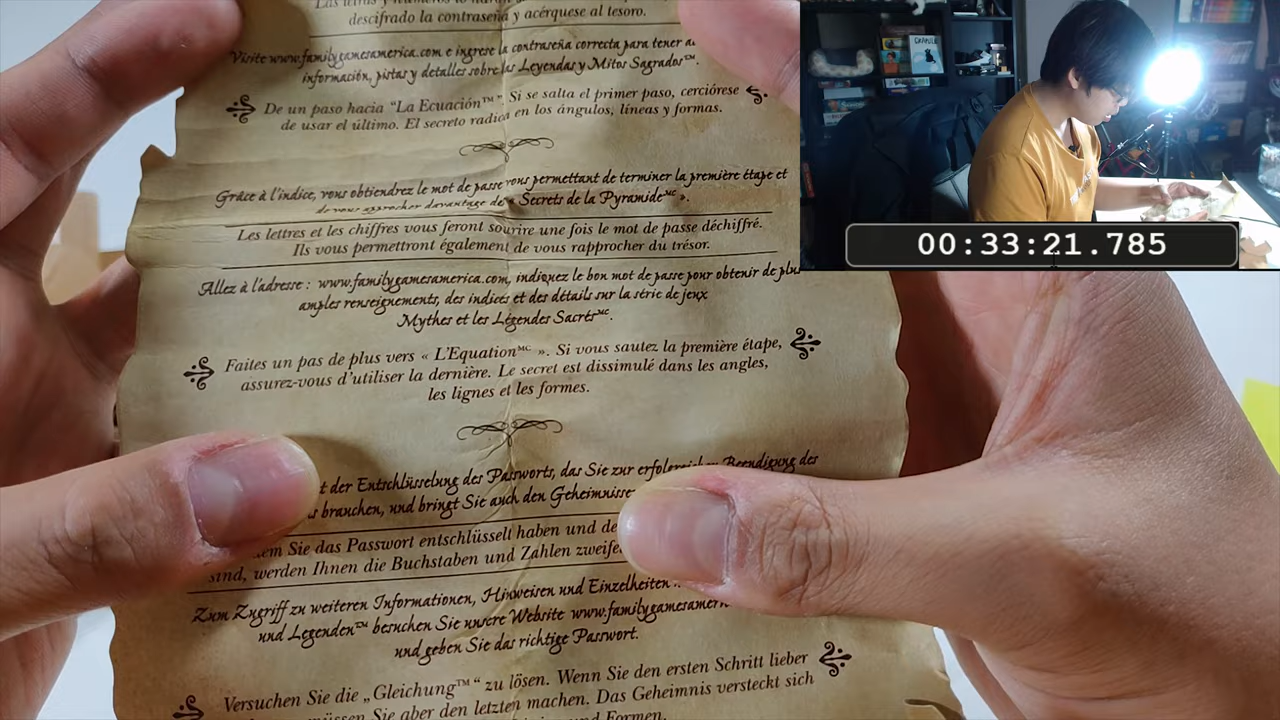 descifrado la contraseña y acérquese al tesoro.
Visite www.familygamesamerica.com e ingrese la contraseña correcta para tener
información, pistas y detalles sobre las Leyendas y Mitos Sagrados™.
De un paso hacia “La Ecuación™” Si se salta el primer paso, cerciórese
de usar el último. El secreto radica en los ángulos, líneas y formas.
Grâce à l'indice, vous obtiendrez le mot de passe vous permettant de terminer la première étape et
de vous approcher davantage de « Secrets de la Pyramide ᴹᶜ ».
Les lettres et les chiffres vous feront sourire une fois le mot de passe déchiffré.
Ils vous permettront également de vous rapprocher du trésor.
Allez à l'adresse : www.familygamesamerica.com, indiquez le bon mot de passe pour obtenir de plus
amples renseignements, des indices et des détails sur la série de jeux
Mythes et les Légendes Sacrés ᴹᶜ.
Faites un pas de plus vers « L'Equation ᴹᶜ ». Si vous sautez la première étape,
assurez-vous d'utiliser la dernière. Le secret est dissimulé dans les angles,
les lignes et les formes.
der Entschlüsselung des Passworts, das Sie zur erfolgreichen Beendigung des
brauchen, und bringt Sie auch den
Sie das Passwort entschlüsselt haben und
sind, werden Ihnen die Buchstaben und Zahlen
Zum Zugriff zu weiteren Informationen, Hinweisen und Einzelheiten
und Legenden™ besuchen Sie unsere Website
und geben Sie das richtige Passwort.
Versuchen Sie die „Gleichung™“ zu lösen. Wenn Sie den ersten Schritt lieber
müssen Sie aber den letzten machen. Das Geheimnis versteckt sich
und Formen.
00:33:21.785